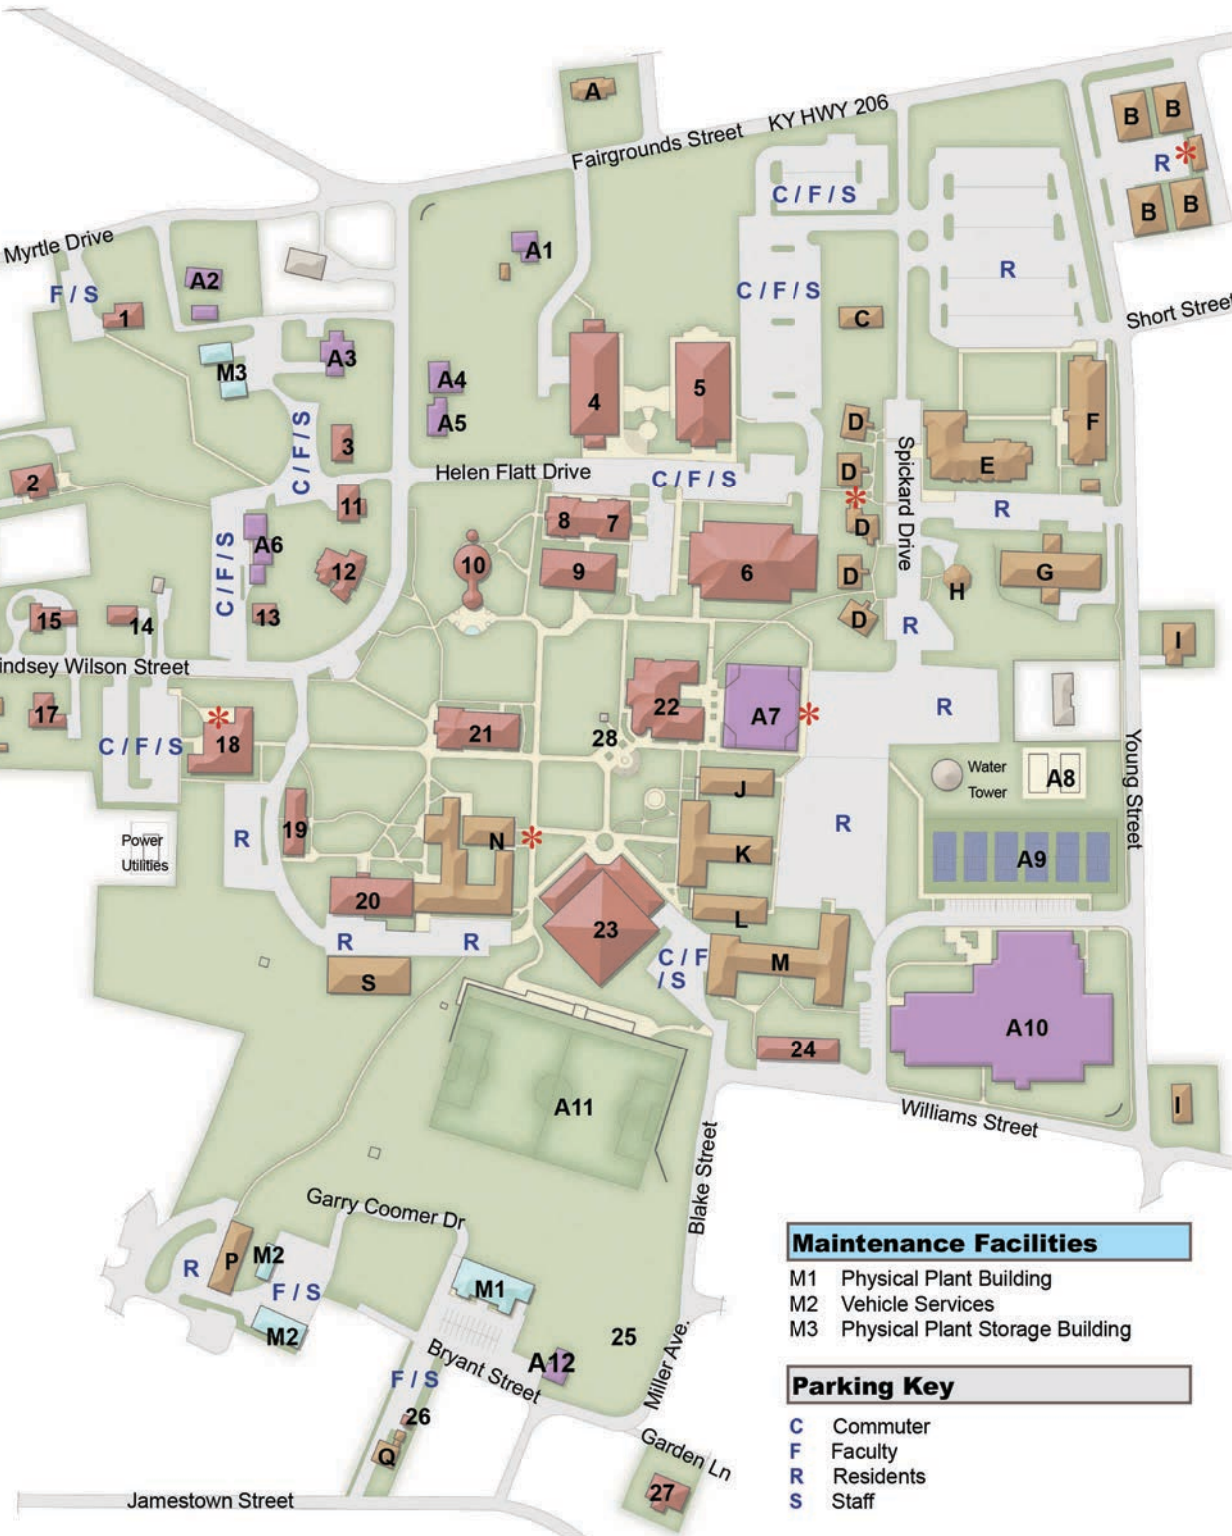 A
KY HWY 206
Fairgrounds Street
B
B
R
*
B
B
C / F / S
Myrtle Drive
A1
A2
F / S
1
C / F / S
R
C
Short Street
M3
A3
A4
A5
4
5
C / F / S
3
D
F
E
Spickard Drive
Helen Flatt Drive
C / F / S
2
D
*
R
11
8
7
D
A6
C / F / S
12
10
9
6
D
G
H
13
15
14
D
R
I
indsey Wilson Street
17
C / F / S
*
18
21
22
28
A7
*
R
Young Street
Water
Tower
A8
J
Power
Utilities
R
19
N
*
K
R
A9
20
L
23
R
R
C / F
/ S
M
S
24
A10
A11
Williams Street
I
Blake Street
Garry Coomer Dr
P
M2
R
F / S
M1
M2
25
Bryant Street
A12
Miller Ave.
F / S
26
Q
Garden Ln
27
Jamestown Street
Maintenance Facilities
M1 Physical Plant Building
M2 Vehicle Services
M3 Physical Plant Storage Building
Parking Key
C Commuter
F Faculty
R Residents
S Staff